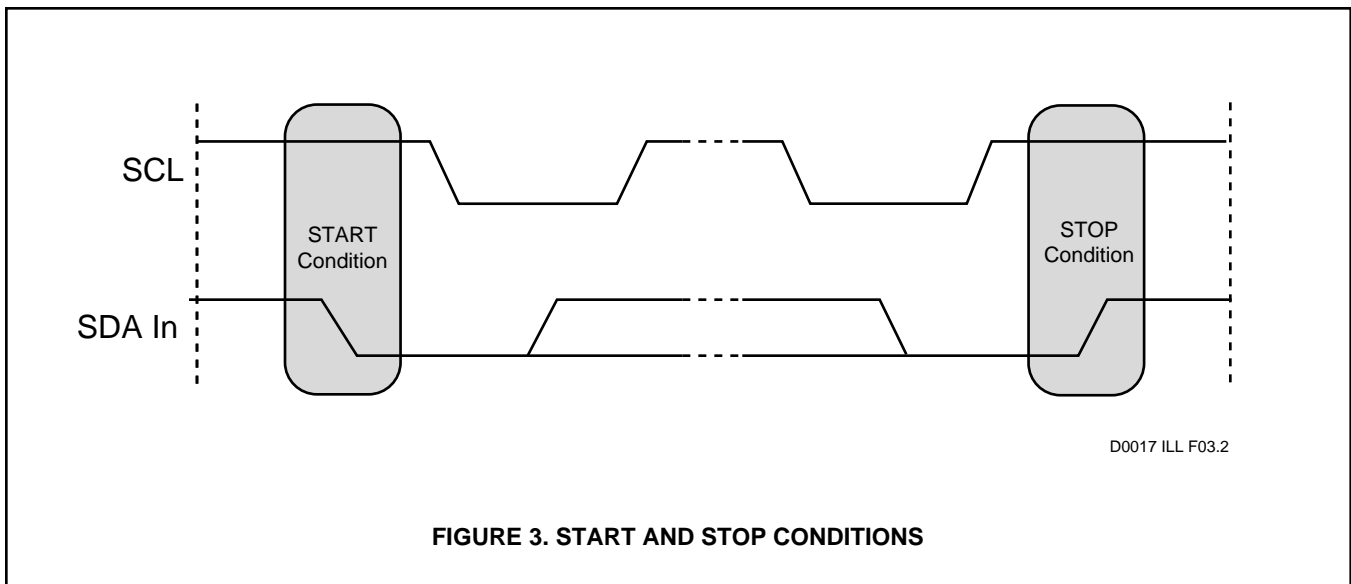 SCL
START
Condition
STOP
Condition
SDA In
D0017 ILL F03.2
FIGURE 3. START AND STOP CONDITIONS